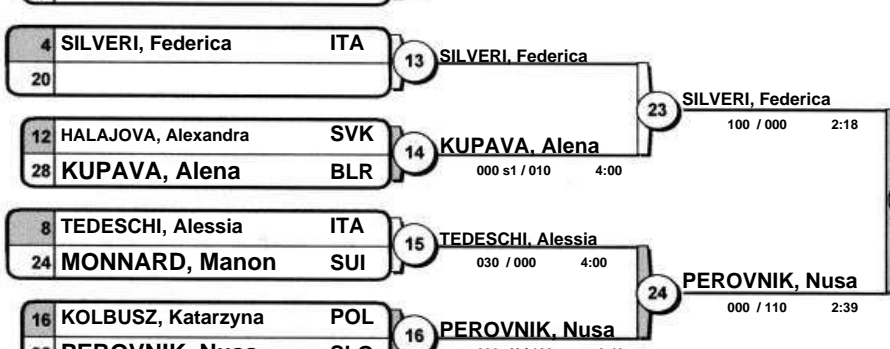 4 SILVERI, Federica ITA
20
13 SILVERI, Federica
23 SILVERI, Federica
100 / 000 2:18
12 HALAJOVA, Alexandra SVK
28 KUPAVA, Alena BLR
14 KUPAVA, Alena
000 s1 / 010 4:00
8 TEDESCHI, Alessia ITA
24 MONNARD, Manon SUI
15 TEDESCHI, Alessia
030 / 000 4:00
24 PEROVNIK, Nusa
000 / 110 2:39
16 KOLBUSZ, Katarzyna POL
PEROVNIK, Nusa SLO
16 PEROVNIK, Nusa